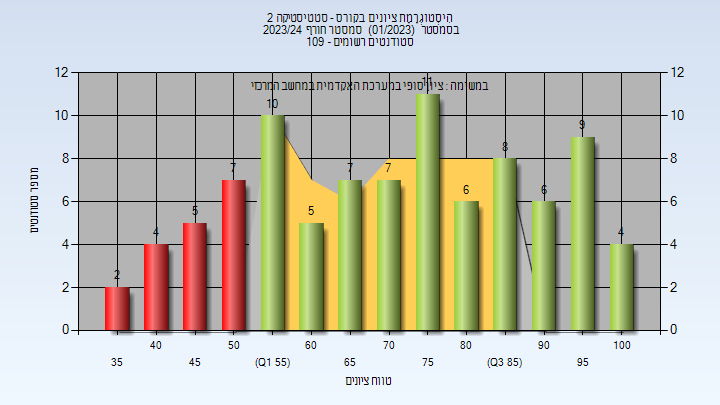 היסטוגרמת ציונים בקורס - סטטיסטיקה 2
בסמסטר (01/2023) סמסטר חורף 2023/24
סטודנטים רשומים - 109
במשימה : ציון סופי במערכת האקדמית במחשב המרכזי
מספר סטודנטים
12 12
10 10
8 8
6 6
4 4
2 2
0 0
2 4 5 7 10 5 7 7 11 6 8 6 9 4
40 50 60 70 80 90 100
35 45 (Q1 55) 65 75 (Q3 85) 95
טווח ציונים